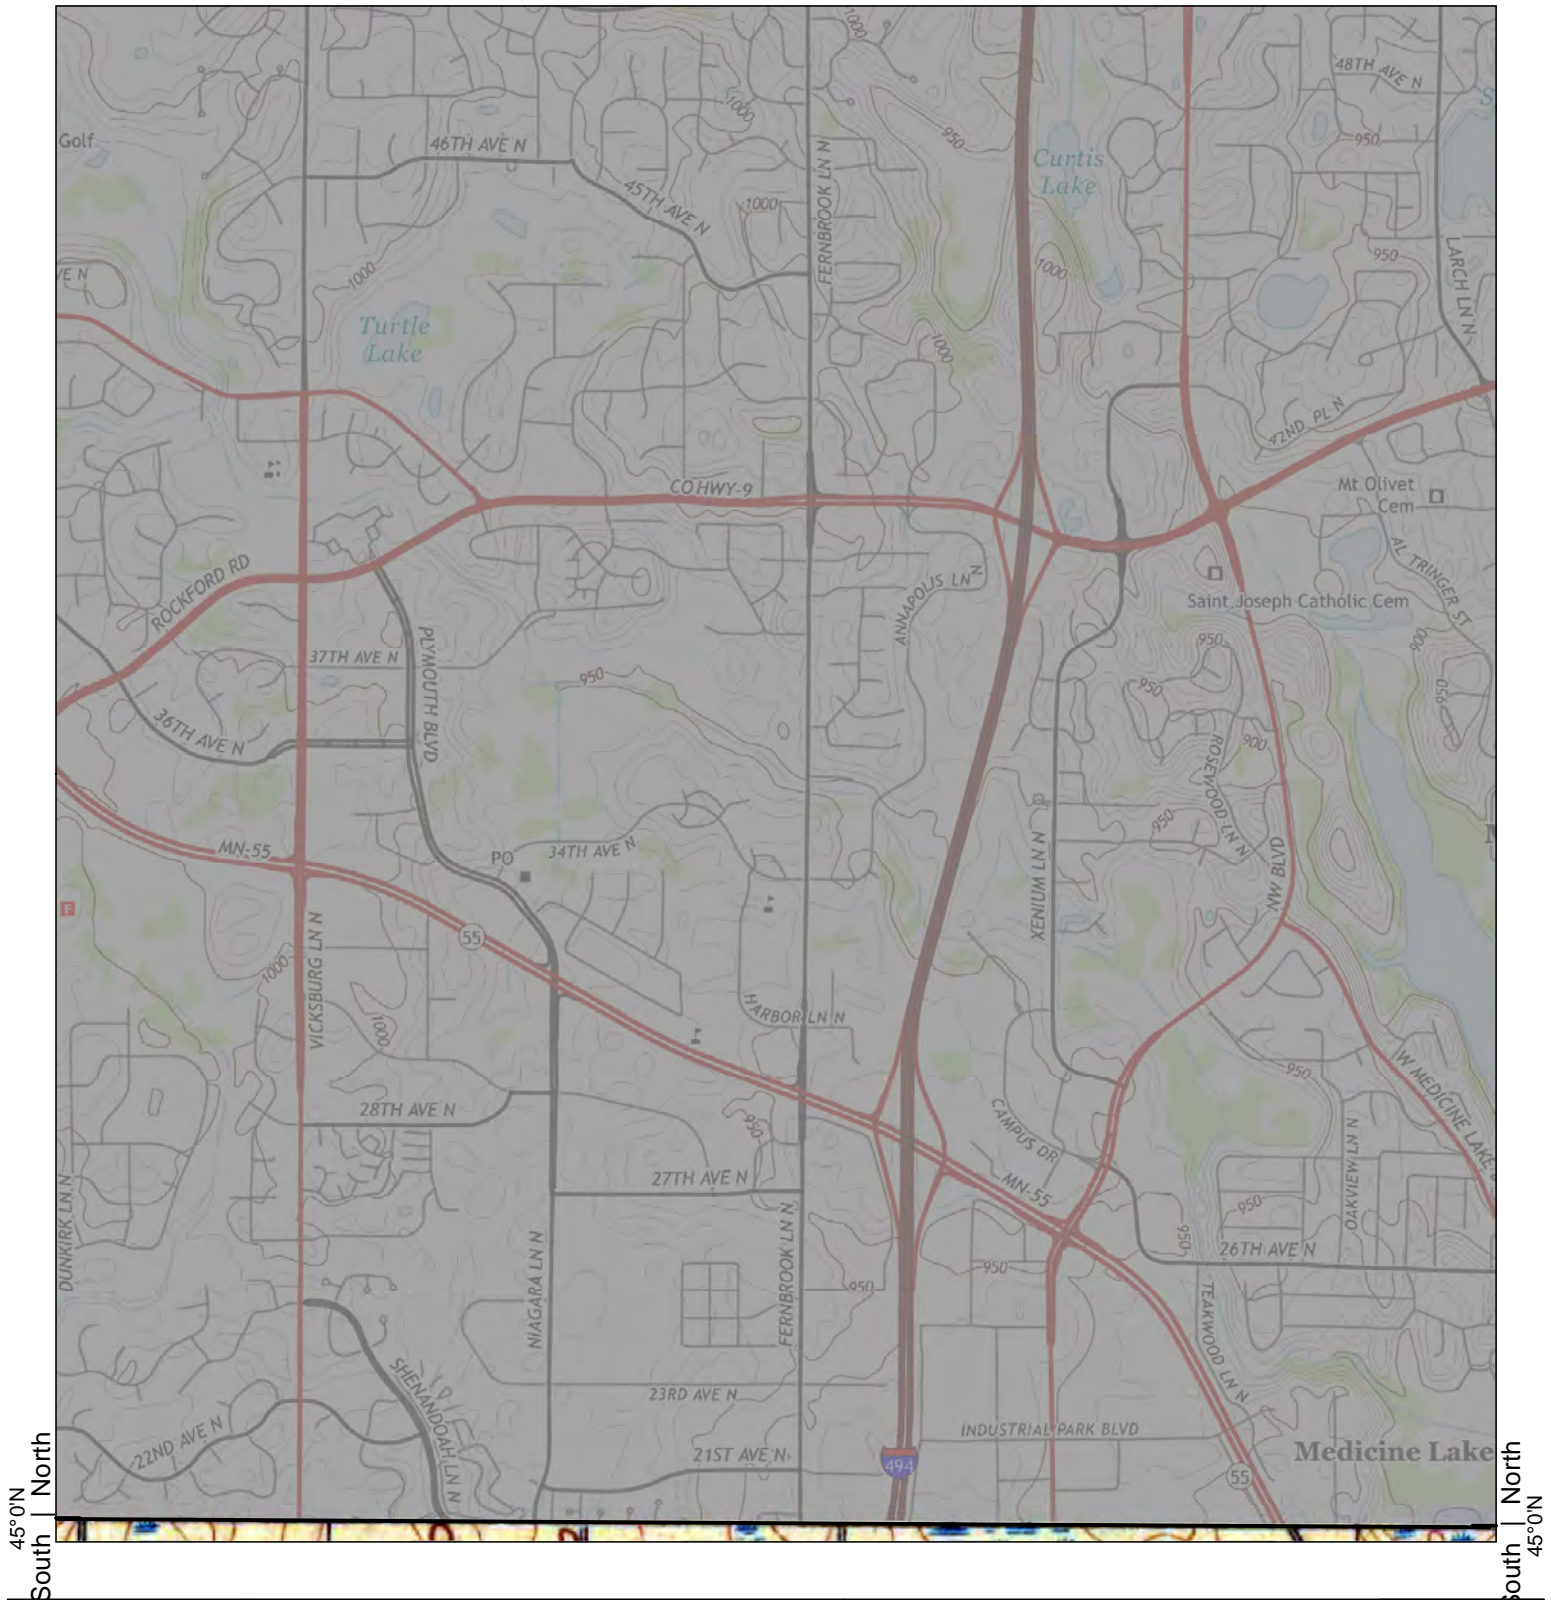 1000
48TH AVE N
S
950
Golf
46TH AVE N
950
Curtis
Lake
45TH AVE N
1000
FERNBROOK LN N
950
LARCH LN N
VE N
1000
1000
Turtle
Lake
1000
1000
42ND PL N
CO HWY-9
Mt Olivet
Cem
AL TRINGER ST
ROCKFORD RD
ANNAPOLIS LN N
Saint Joseph Catholic Cem
950
900
37TH AVE N
PLYMOUTH BLVD
950
950
950
36TH AVE N
ROSEWOOD LN N
900
950
MN-55
PO
34TH AVE N
XENIUM LN N
NW BLVD
F
55
VICKSBURG LN N
1000
1000
HARBOR LN N
950
W MEDICINE LAKE
28TH AVE N
950
CAMPUS DR
27TH AVE N
MN-55
OAKVIEW LN N
950
DUNKIRK LN N
NIAGARA LN N
FERNBROOK LN N
950
26TH AVE N
950
950
TEAKWOOD LN N
SHENANDOAH LN N
23RD AVE N
22ND AVE N
21ST AVE N
INDUSTRIAL PARK BLVD
494
Medicine Lake
55
45°0'N
South | North
South | North
45°0'N